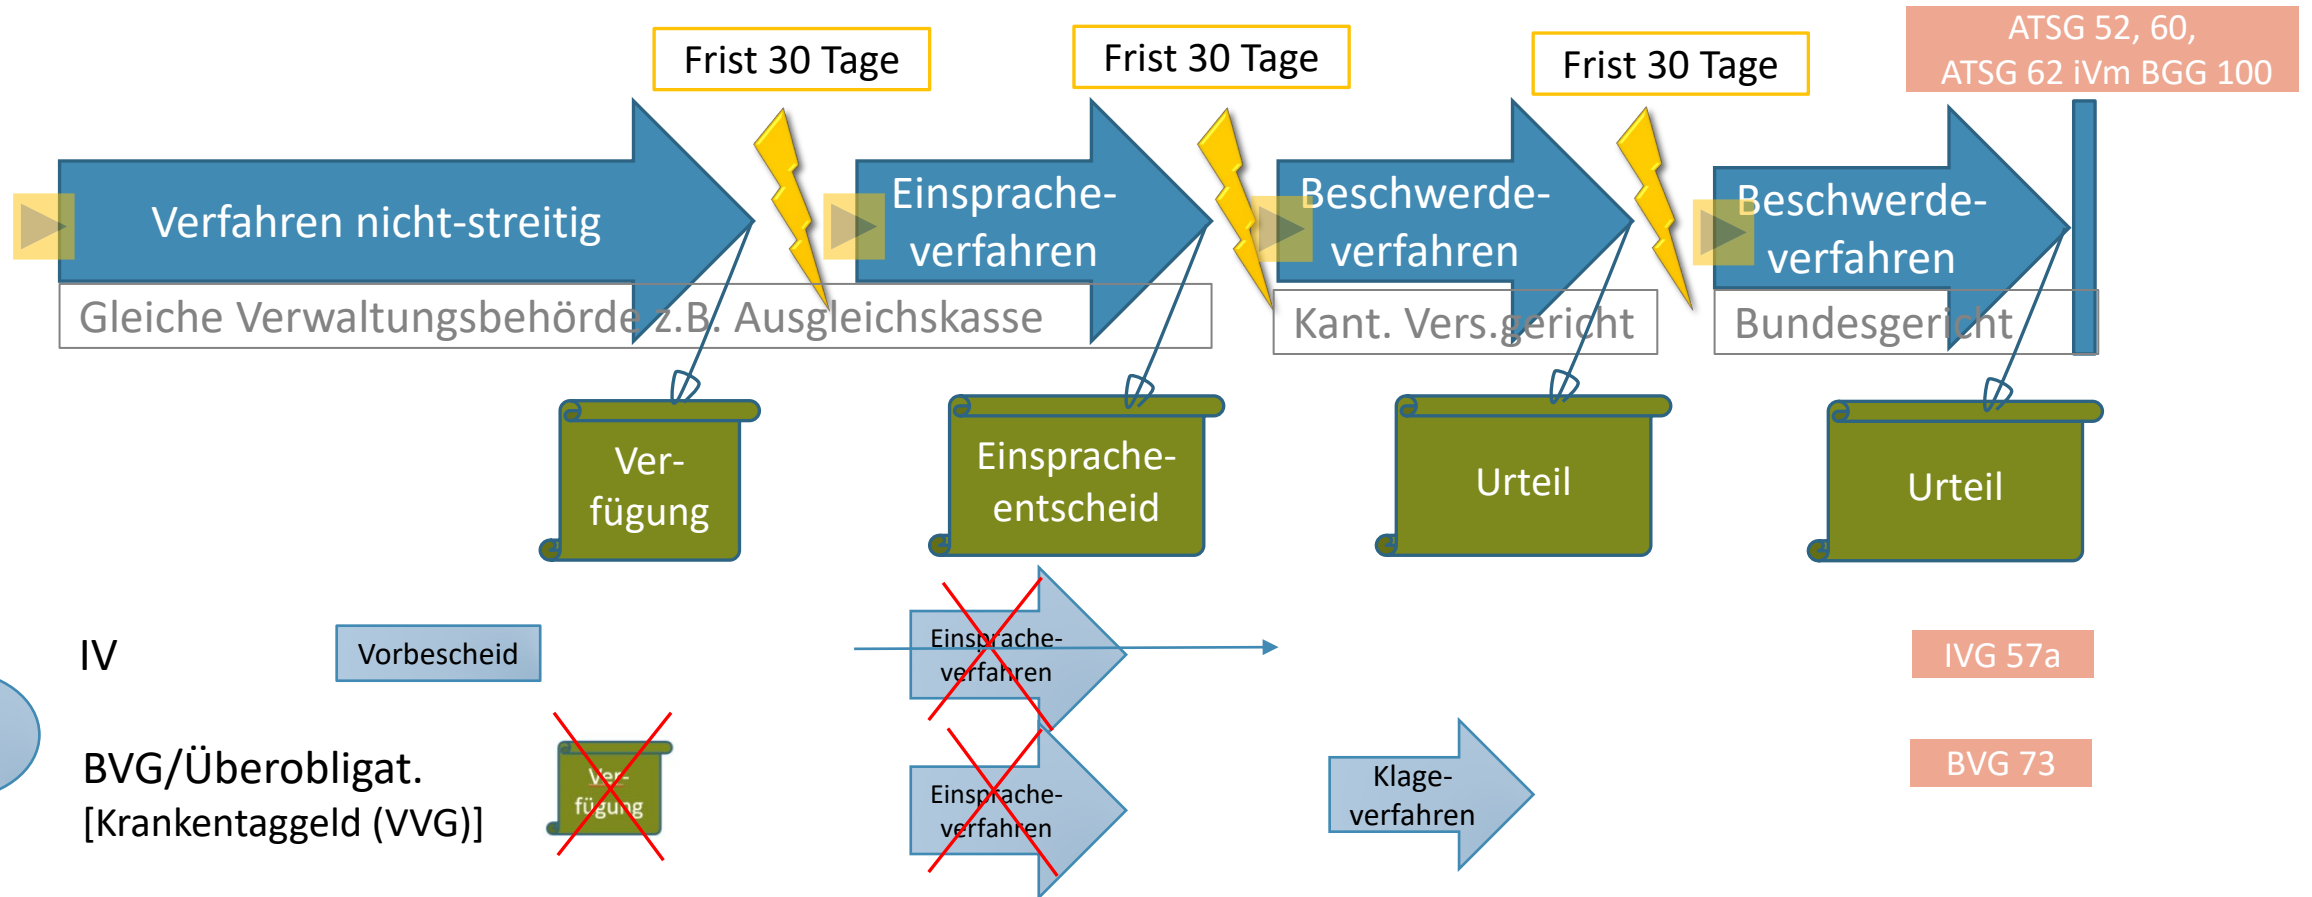 Frist 30 Tage
Frist 30 Tage
Frist 30 Tage
ATSG 52, 60,
ATSG 62 iVm BGG 100
Verfahren nicht-streitig
Einsprache-
verfahren
Beschwerde-
verfahren
Beschwerde-
verfahren
Gleiche Verwaltungsbehörde z.B. Ausgleichskasse
Kant. Vers.gericht
Bundesgericht
Ver-
fügung
Einsprache-
entscheid
Urteil
Urteil
IV
Vorbescheid
Einsprache-
verfahren
IVG 57a
BVG/Überobligat.
[Krankentaggeld (VVG)]
Ver-
fügung
Einsprache-
verfahren
Klage-
verfahren
BVG 73